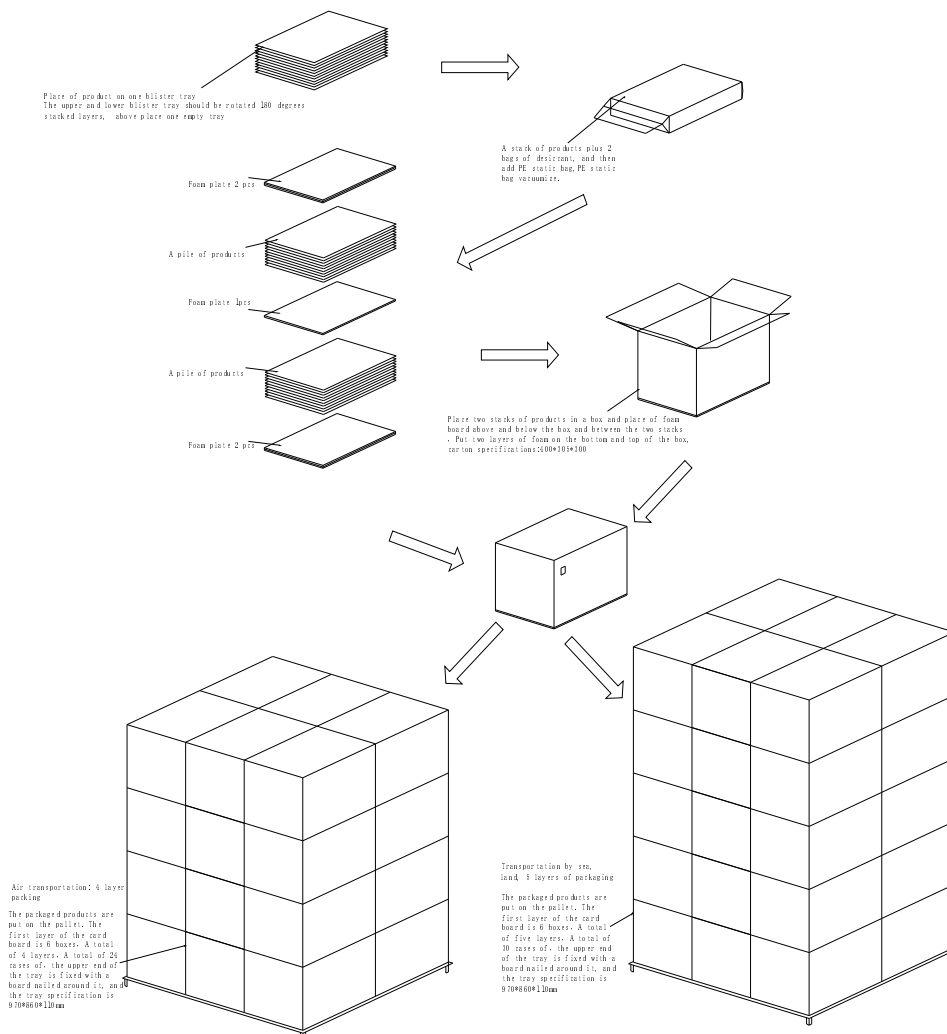 Place of product on one blister tray
The upper and lower blister tray should be rotated 180 degrees
stacked layers, above place one empty tray
A stack of products plus 2
bags of desiccant, and then
add PE static bag, PE static
bag vacuumize.
Foam plate 2 pcs
A pile of products
Foam plate 1pcs
A pile of products
Foam plate 2 pcs
Place two stacks of products in a box and place of foam
board above and below the box and between the two stacks
. Put two layers of foam on the bottom and top of the box,
carton specifications:400*305*300
Air transportation: 4 layer
packing
The packaged products are
put on the pallet. The
first layer of the card
board is 6 boxes. A total
of 4 layers. A total of 24
cases of. the upper end of
the tray is fixed with a
board nailed around it, and
the tray specification is
970*860*110mm
Transportation by sea,
land, 5 layers of packaging
The packaged products are
put on the pallet. The
first layer of the card
board is 6 boxes. A total
of five layers. A total of
30 cases of. the upper end
of the tray is fixed with a
board nailed around it, and
the tray specification is
970*860*110mm